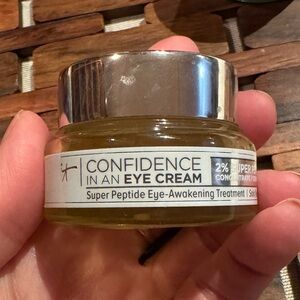 iT
CONFIDENCE
IN AN EYE CREAM
2% SUPER
Super Peptide Eye-Awakening Treatment |